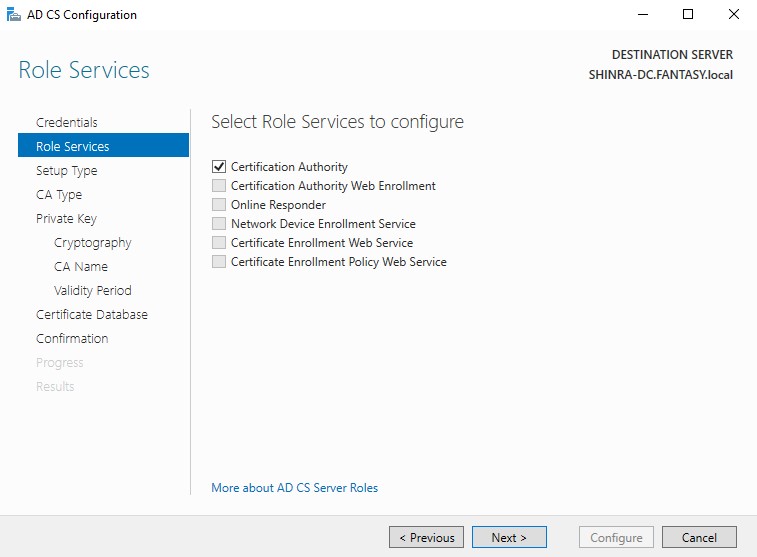 AD CS Configuration
Role Services
DESTINATION SERVER
SHINRA-DC.FANTASY.local
Credentials
Role Services
Setup Type
CA Type
Private Key
Cryptography
CA Name
Validity Period
Certificate Database
Confirmation
Progress
Results
Select Role Services to configure
Certification Authority
Certification Authority Web Enrollment
Online Responder
Network Device Enrollment Service
Certificate Enrollment Web Service
Certificate Enrollment Policy Web Service
More about AD CS Server Roles
< Previous
Next >
Configure
Cancel